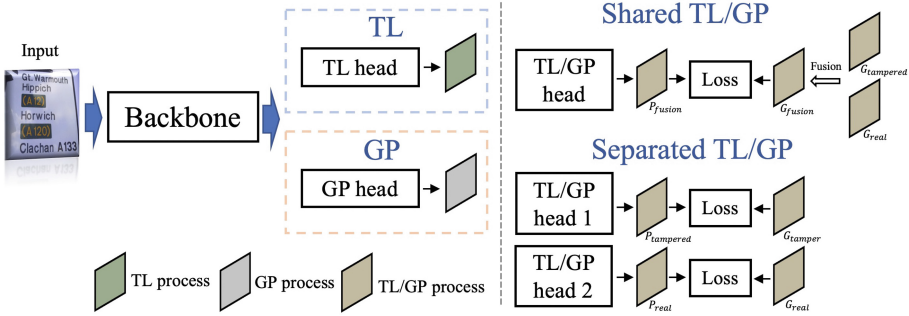 Input
Gt. Warmouth
Hippich
(A 12)
Horwich
(A 120)
Clachan A133
Backbone
TL
TL head
GP
GP head
TL process
GP process
TL/GP process
Shared TL/GP
TL/GP
head
P_fusion
Loss
G_fusion
Fusion
G_tampered
G_real
Separated TL/GP
TL/GP
head 1
P_tampered
Loss
G_tamper
TL/GP
head 2
P_real
Loss
G_real